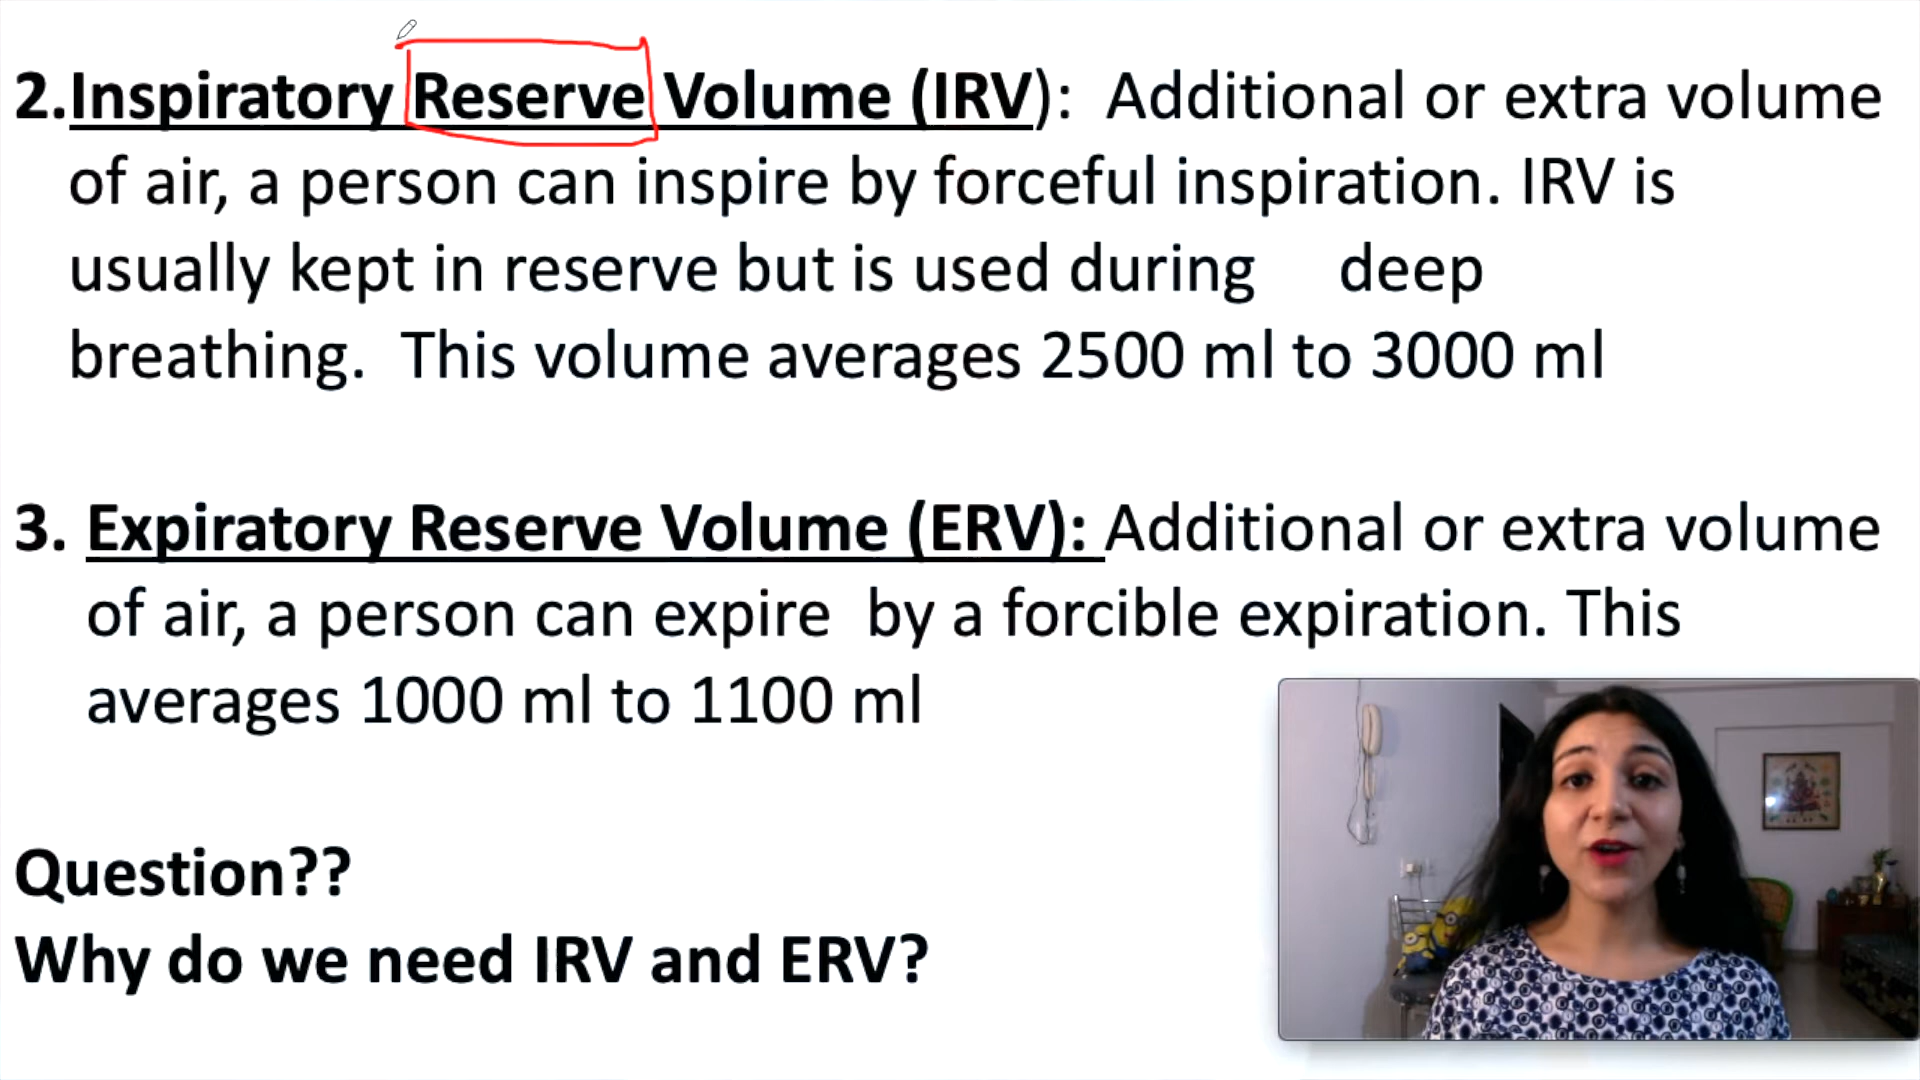 2.Inspiratory Reserve Volume (IRV):  Additional or extra volume
of air, a person can inspire by forceful inspiration. IRV is
usually kept in reserve but is used during     deep
breathing.  This volume averages 2500 ml to 3000 ml
3. Expiratory Reserve Volume (ERV): Additional or extra volume
of air, a person can expire  by a forcible expiration. This
averages 1000 ml to 1100 ml
Question??
Why do we need IRV and ERV?